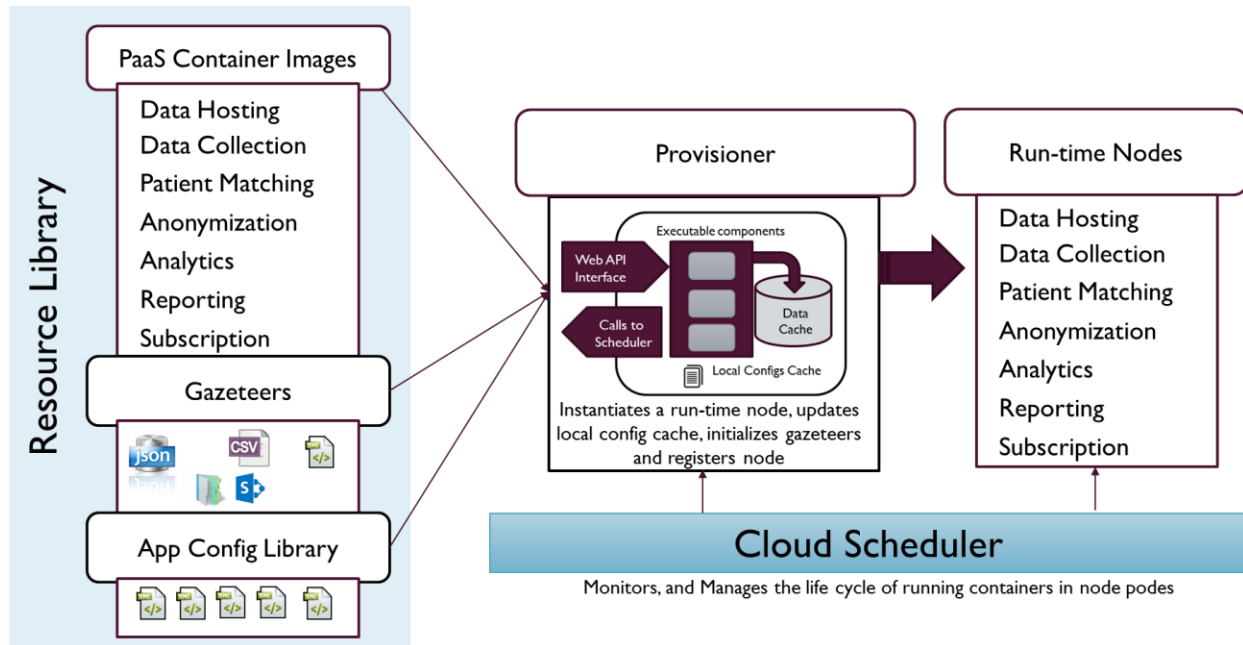 Resource Library
PaaS Container Images
Data Hosting
Data Collection
Patient Matching
Anonymization
Analytics
Reporting
Subscription
Gazeteers
json
CSV
S
App Config Library
Provisioner
Executable components
Web API
Interface
Calls to
Scheduler
Data
Cache
Local Configs Cache
Instantiates a run-time node, updates
local config cache, initializes gazeteers
and registers node
Run-time Nodes
Data Hosting
Data Collection
Patient Matching
Anonymization
Analytics
Reporting
Subscription
Cloud Scheduler
Monitors, and Manages the life cycle of running containers in node podes